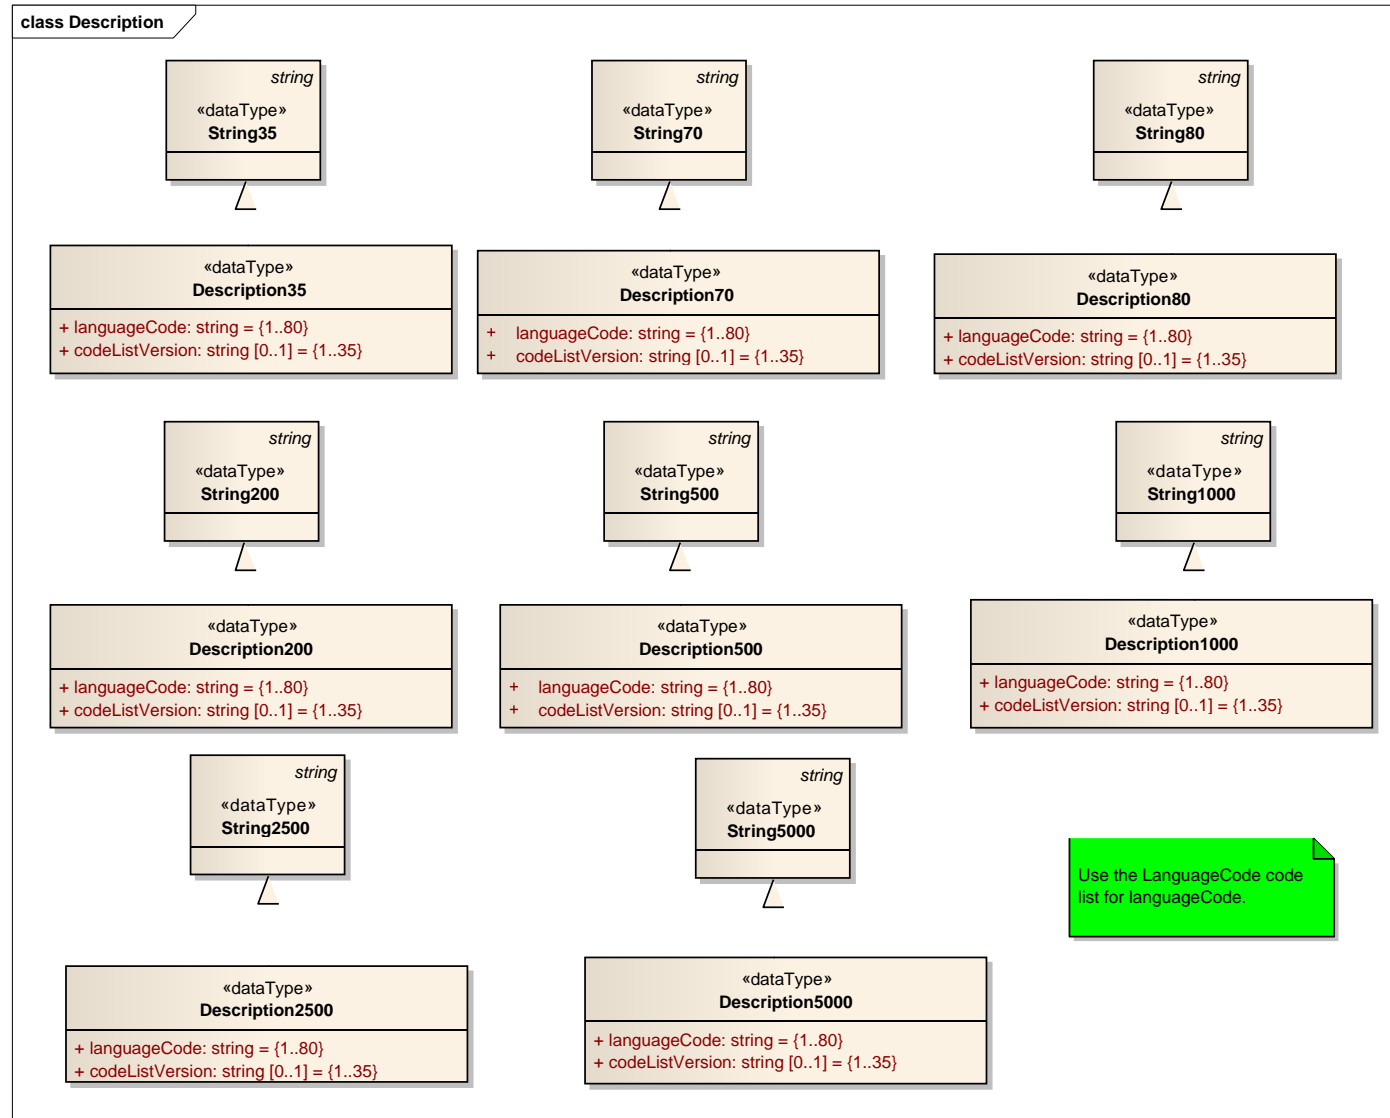 class Description
string
«dataType»
String35
string
«dataType»
String70
string
«dataType»
String80
«dataType»
Description35
+ languageCode: string = {1..80}
+ codeListVersion: string [0..1] = {1..35}
«dataType»
Description70
+ languageCode: string = {1..80}
+ codeListVersion: string [0..1] = {1..35}
«dataType»
Description80
+ languageCode: string = {1..80}
+ codeListVersion: string [0..1] = {1..35}
string
«dataType»
String200
string
«dataType»
String500
string
«dataType»
String1000
«dataType»
Description200
+ languageCode: string = {1..80}
+ codeListVersion: string [0..1] = {1..35}
«dataType»
Description500
+ languageCode: string = {1..80}
+ codeListVersion: string [0..1] = {1..35}
«dataType»
Description1000
+ languageCode: string = {1..80}
+ codeListVersion: string [0..1] = {1..35}
string
«dataType»
String2500
string
«dataType»
String5000
Use the LanguageCode code
list for languageCode.
«dataType»
Description2500
+ languageCode: string = {1..80}
+ codeListVersion: string [0..1] = {1..35}
«dataType»
Description5000
+ languageCode: string = {1..80}
+ codeListVersion: string [0..1] = {1..35}